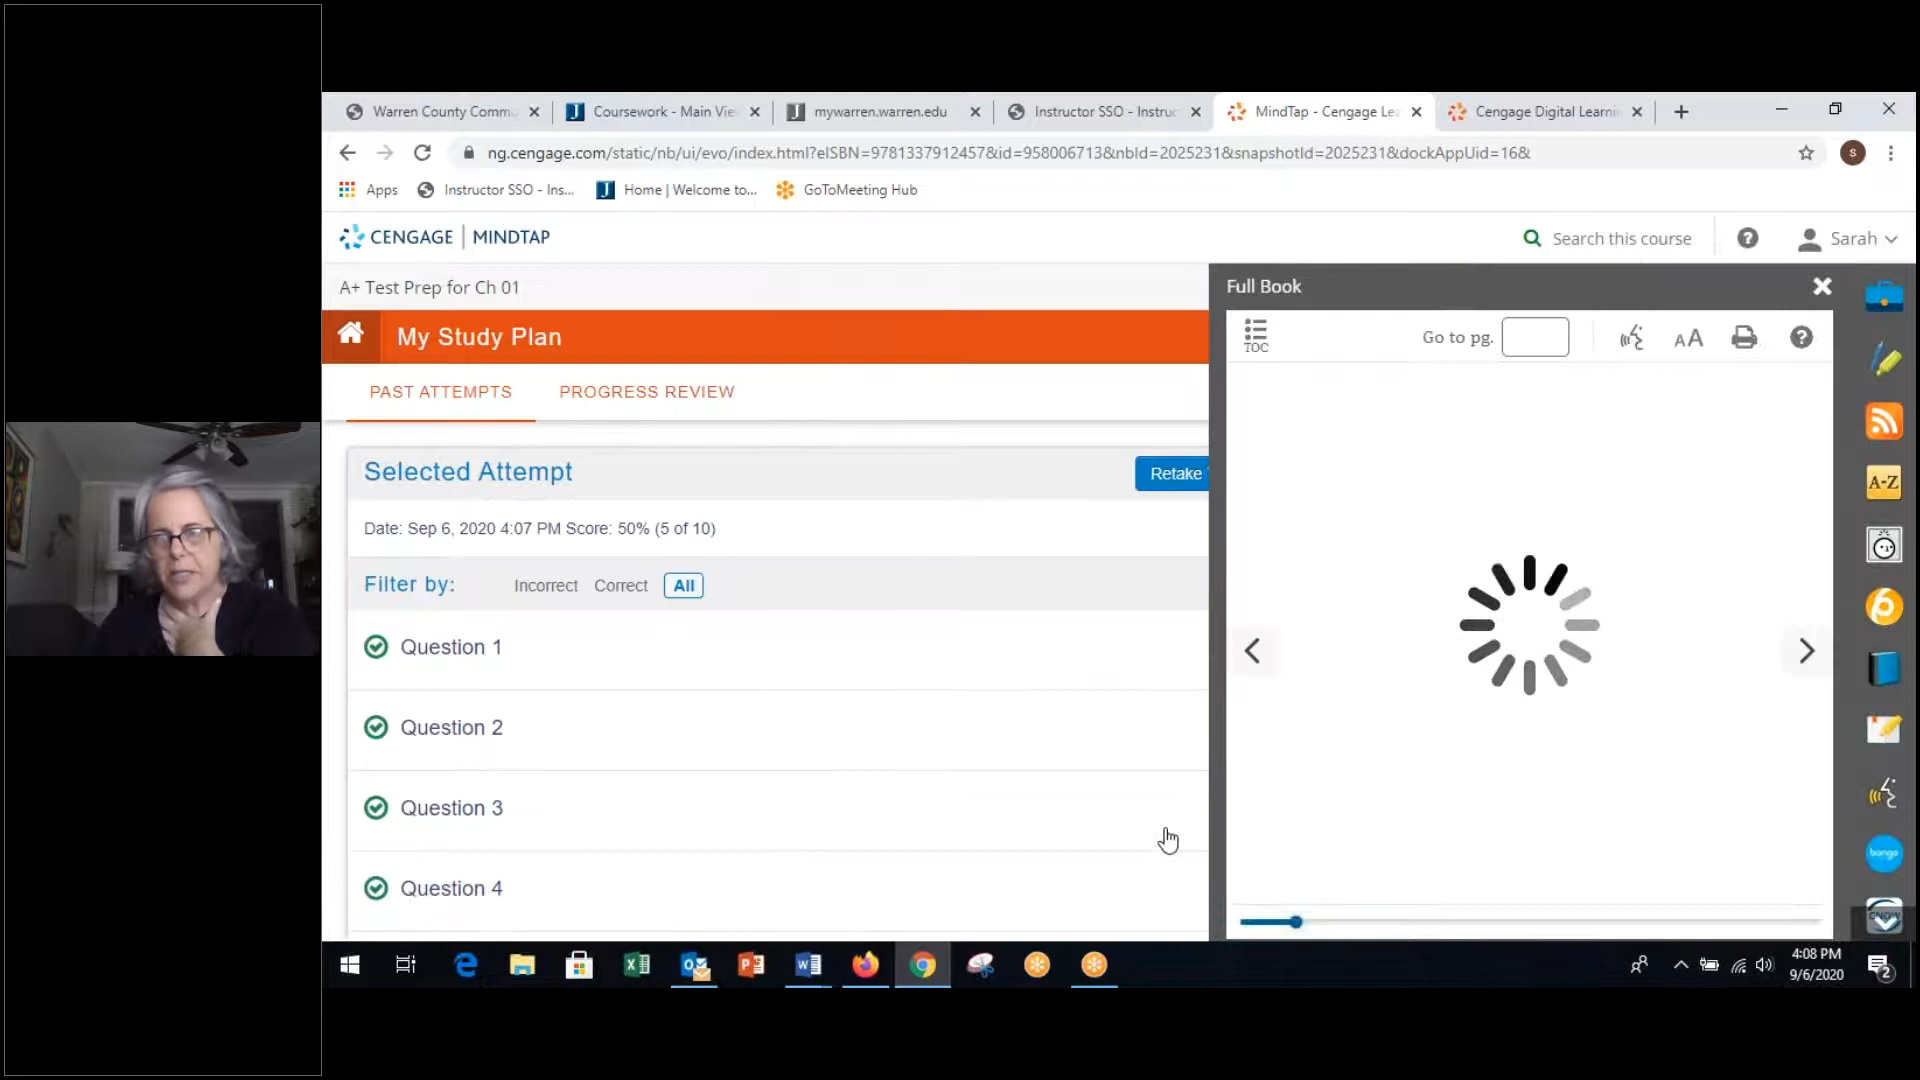 Warren County Commu
Coursework - Main Vie
mywarren.warren.edu
Instructor SSO - Instruc
MindTap - Cengage Le
Cengage Digital Learni
ng.cengage.com/static/nb/ui/evo/index.html?eISBN=9781337912457&id=958006713&nbId=2025231&snapshotId=2025231&dockAppUid=16&
S
Apps
Instructor SSO - Ins...
Home | Welcome to...
GoToMeeting Hub
CENGAGE | MINDTAP
Search this course
Sarah
A+ Test Prep for Ch 01
Full Book
My Study Plan
TOC
Go to pg.
AA
PAST ATTEMPTS
PROGRESS REVIEW
Selected Attempt
Retake
Date: Sep 6, 2020 4:07 PM Score: 50% (5 of 10)
Filter by:
Incorrect
Correct
All
A-Z
Question 1
Question 2
Question 3
Question 4
bongo
CNOW
4:08 PM
9/6/2020
2